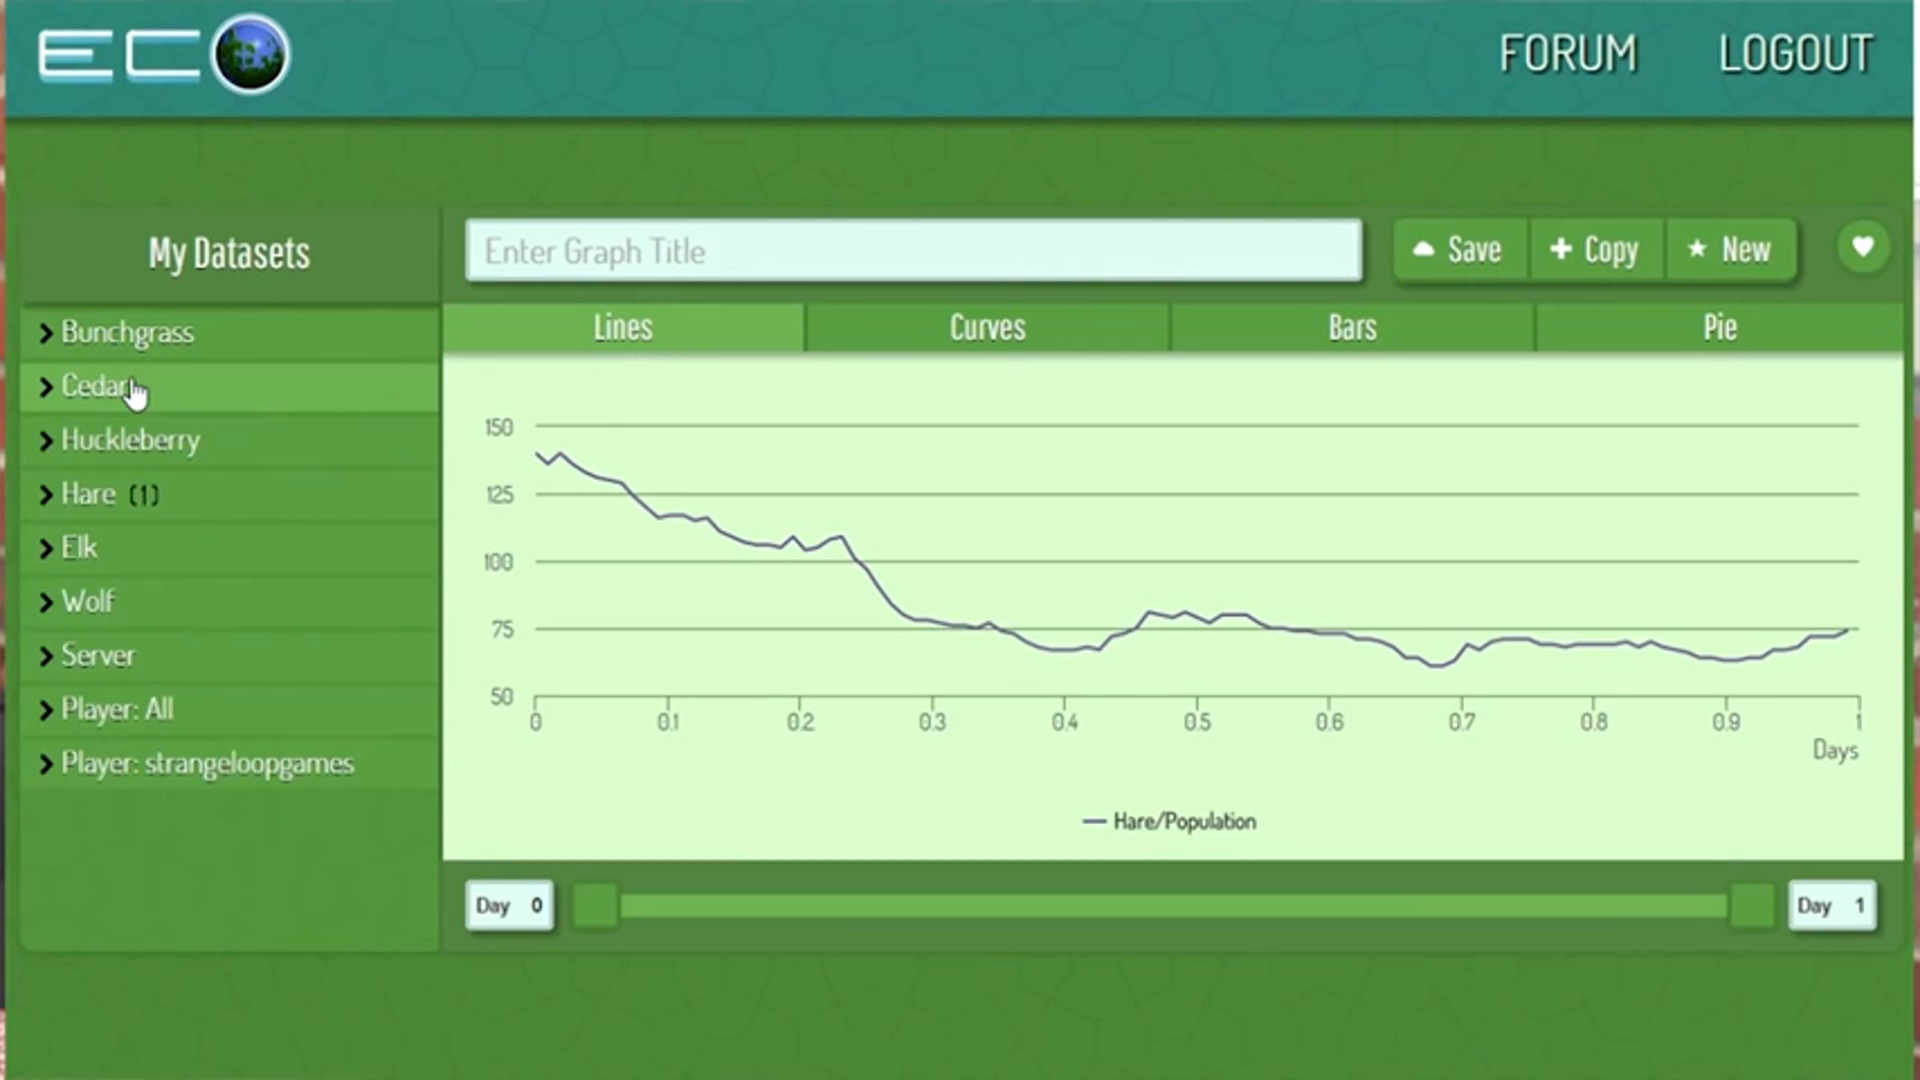 ECO
FORUM
LOGOUT
My Datasets
Enter Graph Title
Save
Copy
New
Bunchgrass
Cedar
Huckleberry
Hare (1)
Elk
Wolf
Server
Player: All
Player: strangeloopgames
Lines
Curves
Bars
Pie
150
125
100
75
50
0 0.1 0.2 0.3 0.4 0.5 0.6 0.7 0.8 0.9 1
Days
Hare/Population
Day 0
Day 1